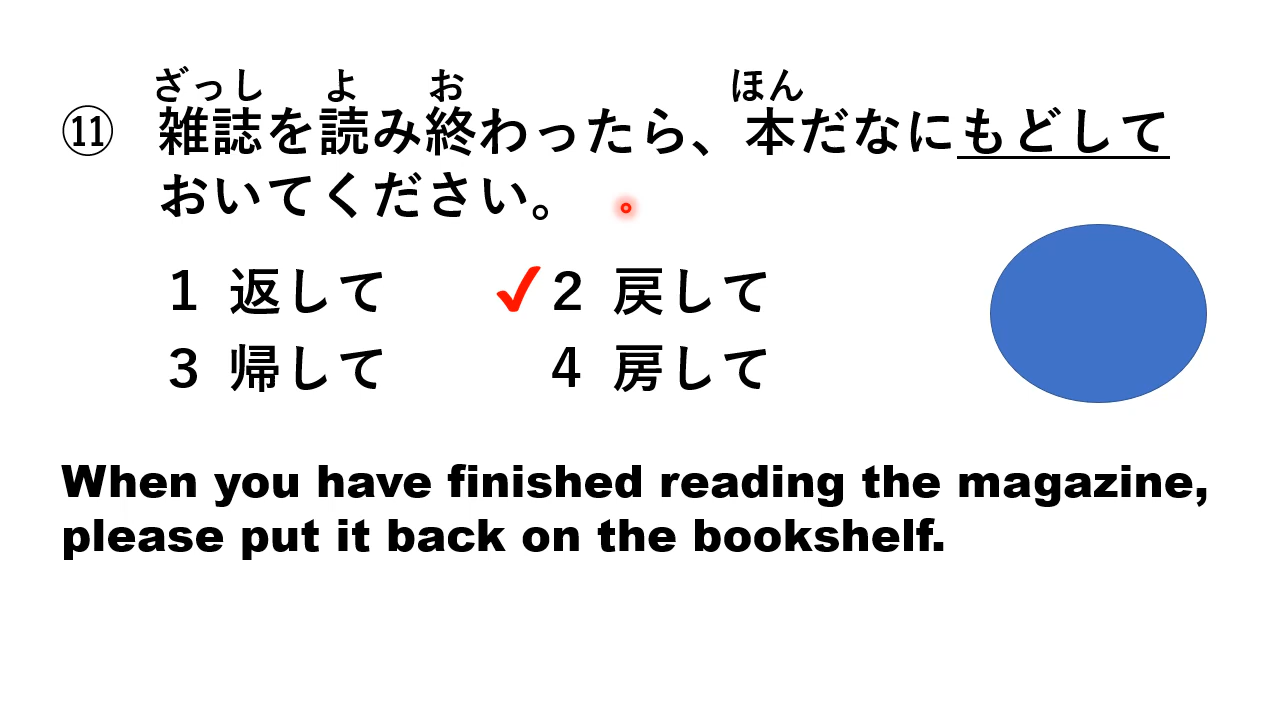 ざっし よ お ほん
⑪ 雑誌を読み終わったら、本だなにもどして
おいてください。
1 返して ✓2 戻して
3 帰して 4 房して
When you have finished reading the magazine,
please put it back on the bookshelf.